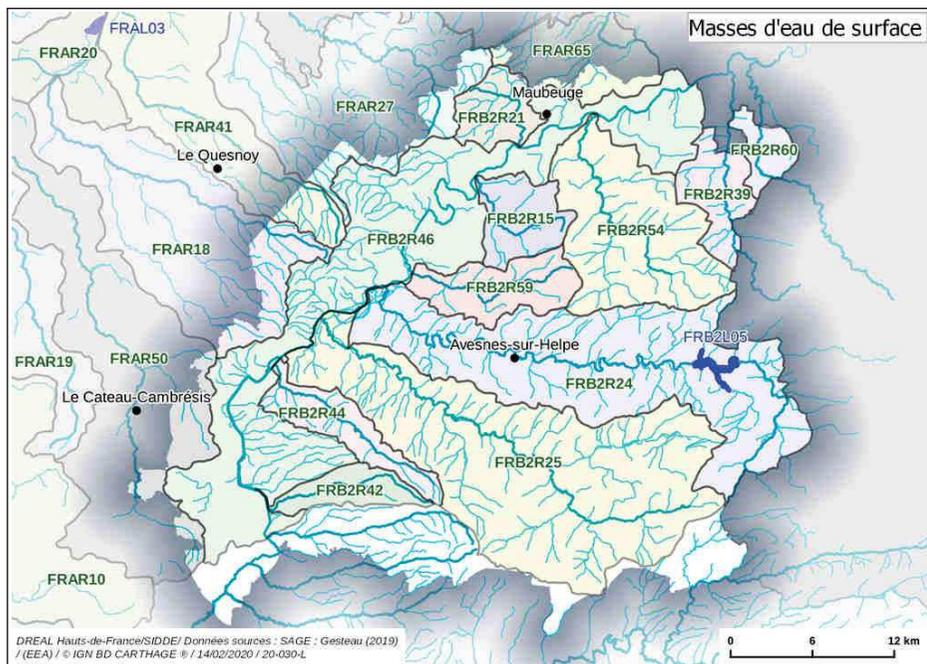 Masses d'eau de surface
FRAL03
FRAR20
FRAR65
FRAR27
Maubeuge
FRB2R21
FRAR41
Le Quesnoy
FRB2R60
FRB2R39
FRB2R15
FRB2R54
FRB2R46
FRAR18
FRB2R59
FRB2L05
Avesnes-sur-Helpe
FRAR19
FRAR50
FRB2R24
Le Cateau-Cambrésis
FRB2R44
FRB2R25
FRB2R42
FRAR10
DREAL Hauts-de-France/SIDDE/ Données sources : SAGE : Gesteau (2019)
/ (EEA) / © IGN BD CARTHAGE ® / 14/02/2020 / 20-030-L
0 6 12 km